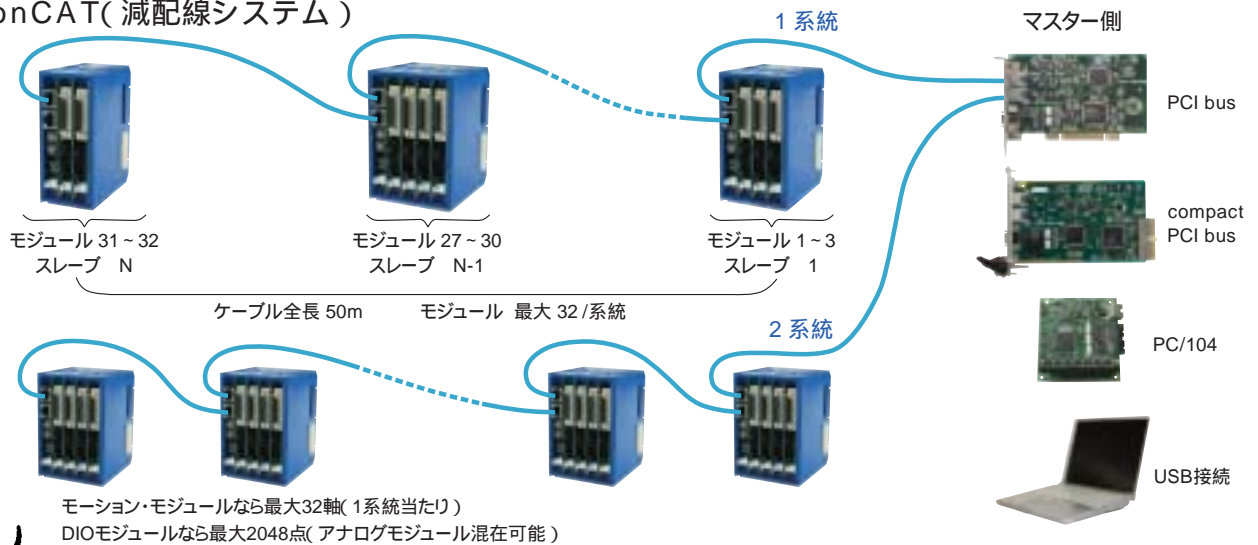 onCAT(減配線システム)
1 系統
マスター側
PCI bus
compact
PCI bus
モジュール 31 ~ 32
スレーブ N
モジュール 27 ~ 30
スレーブ N-1
モジュール 1 ~ 3
スレーブ 1
ケーブル全長 50m モジュール 最大 32 /系統
2 系統
PC/104
USB接続
モーション・モジュールなら最大32軸(1系統当たり)
DIOモジュールなら最大2048点(アナログモジュール混在可能)